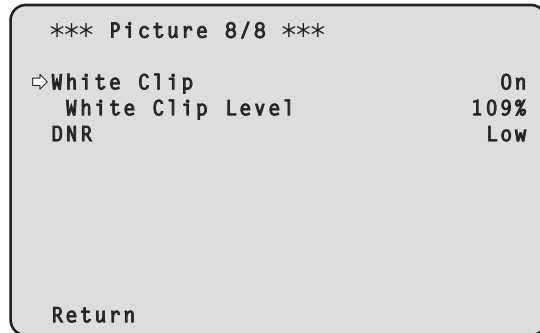 *** Picture 8/8 ***
⇨White Clip On
White Clip Level 109%
DNR Low
Return